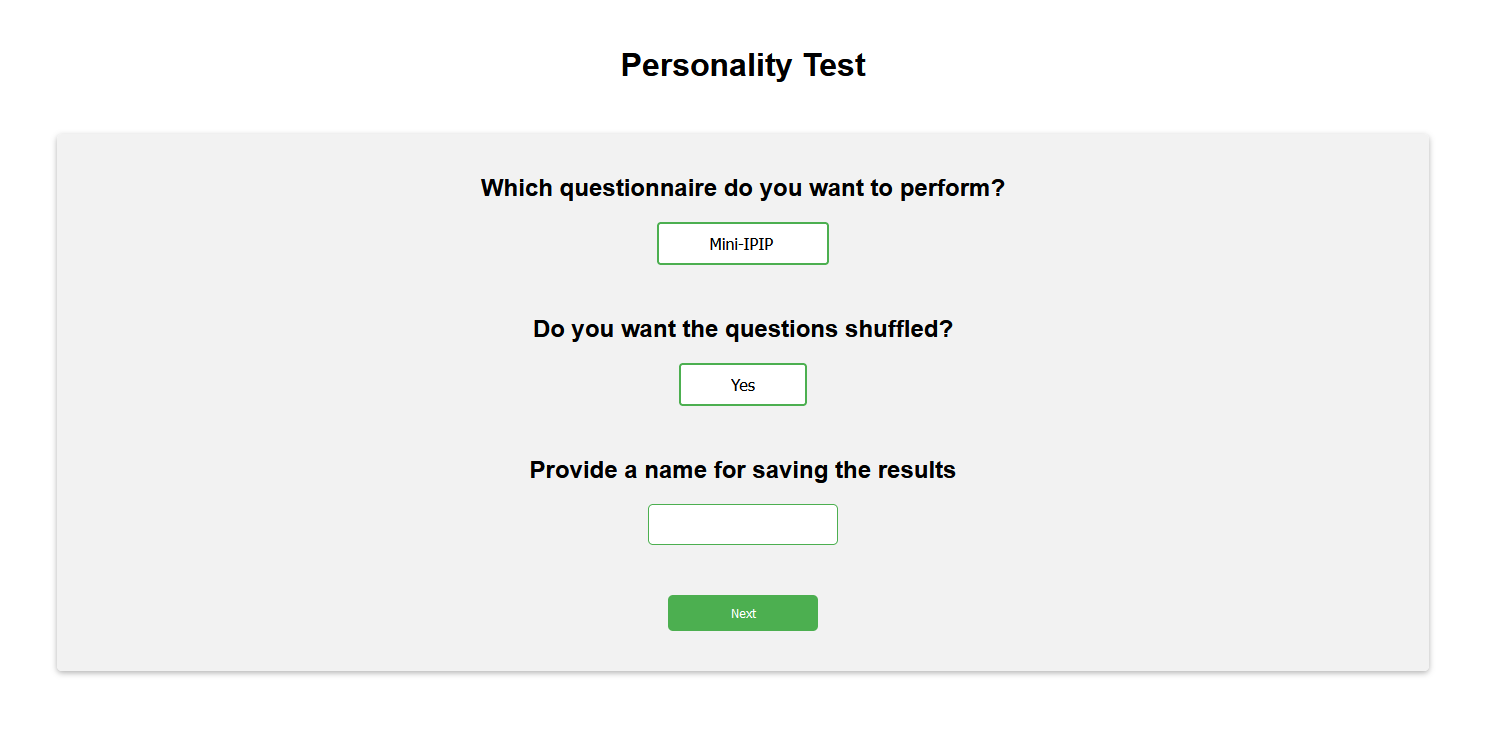 Personality Test
Which questionnaire do you want to perform?
Mini-IPIP
Do you want the questions shuffled?
Yes
Provide a name for saving the results
Next